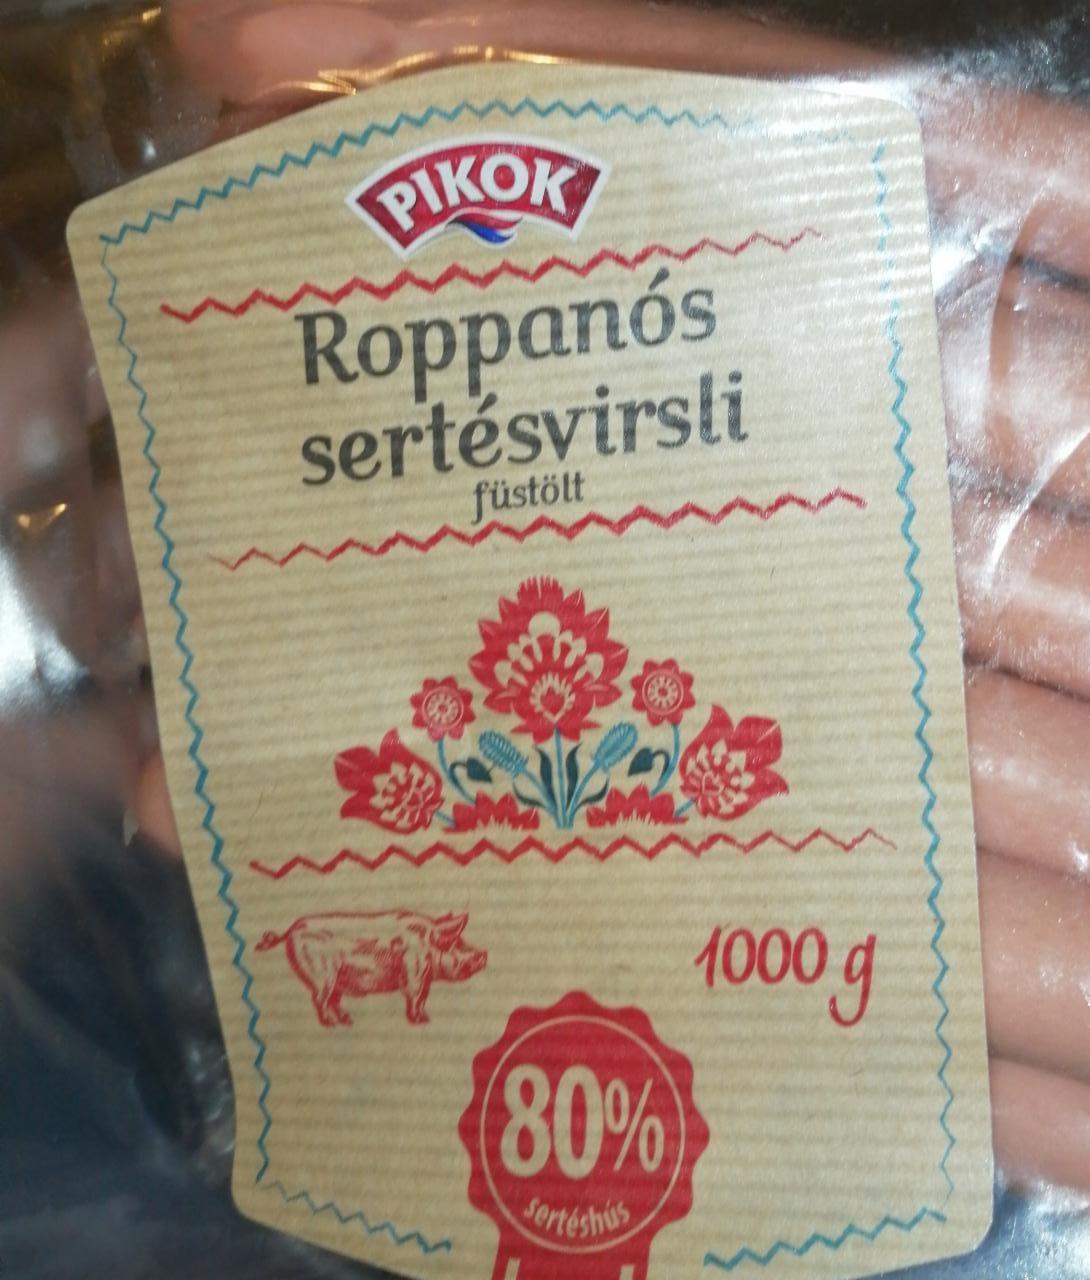 PIKOK
Roppanós
sertésvirsli
füstölt
1000 g
80%
sertéshús